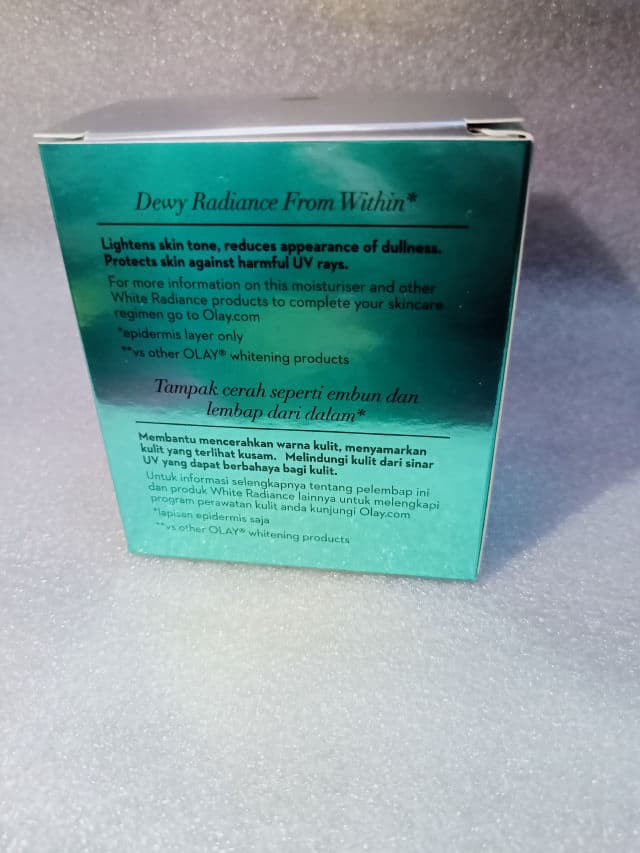 Dewy Radiance From Within*
Lightens skin tone, reduces appearance of dullness.
Protects skin against harmful UV rays.
For more information on this moisturiser and other
White Radiance products to complete your skincare
regimen go to Olay.com
*epidermis layer only
**vs other OLAY® whitening products
Tampak cerah seperti embun dan
lembap dari dalam*
Membantu mencerahkan warna kulit, menyamarkan
kulit yang terlihat kusam. Melindungi kulit dari sinar
UV yang dapat berbahaya bagi kulit.
Untuk informasi selengkapnya tentang pelembap ini
dan produk White Radiance lainnya untuk melengkapi
program perawatan kulit anda kunjungi Olay.com
*lapisan epidermis saja
**vs other OLAY® whitening products